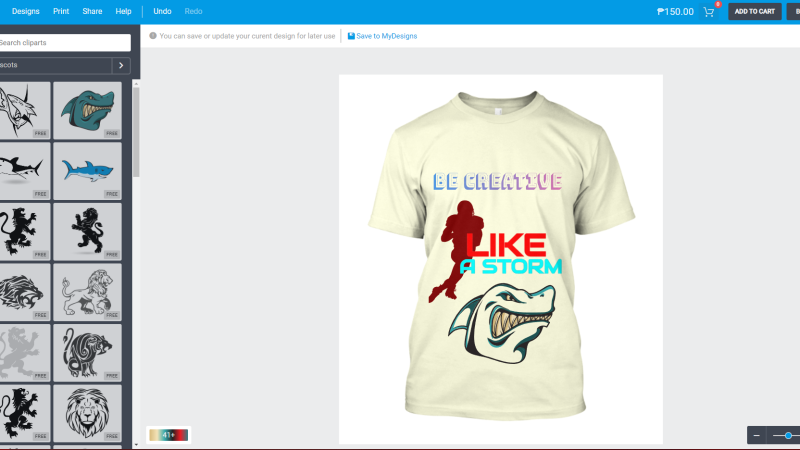 Designs Print Share Help Undo Redo ₱150.00 6 ADD TO CART
Search cliparts
You can save or update your curent design for later use Save to MyDesigns
scots
FREE FREE
FREE FREE
FREE FREE
FREE FREE
FREE FREE
FREE FREE
BE CREATIVE
LIKE
A STORM
41+